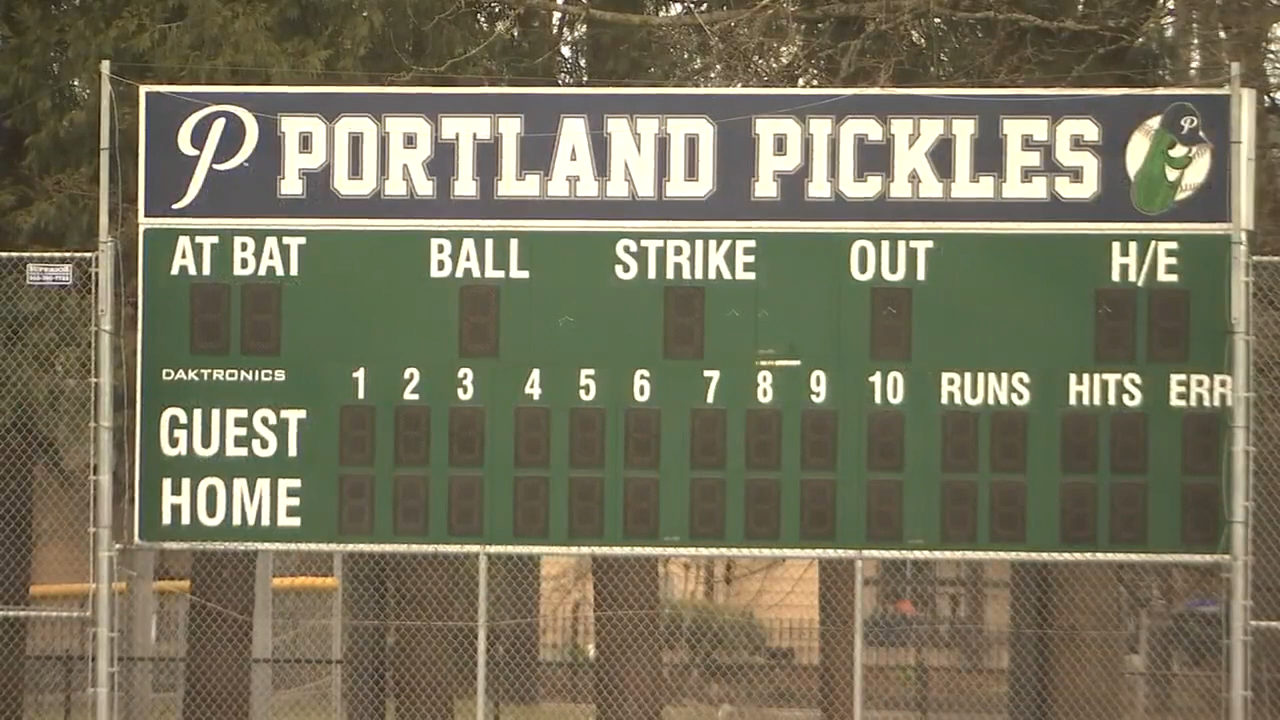 P PORTLAND PICKLES P
AT BAT BALL STRIKE OUT H/E
DAKTRONICS 1 2 3 4 5 6 7 8 9 10 RUNS HITS ERR
GUEST
HOME